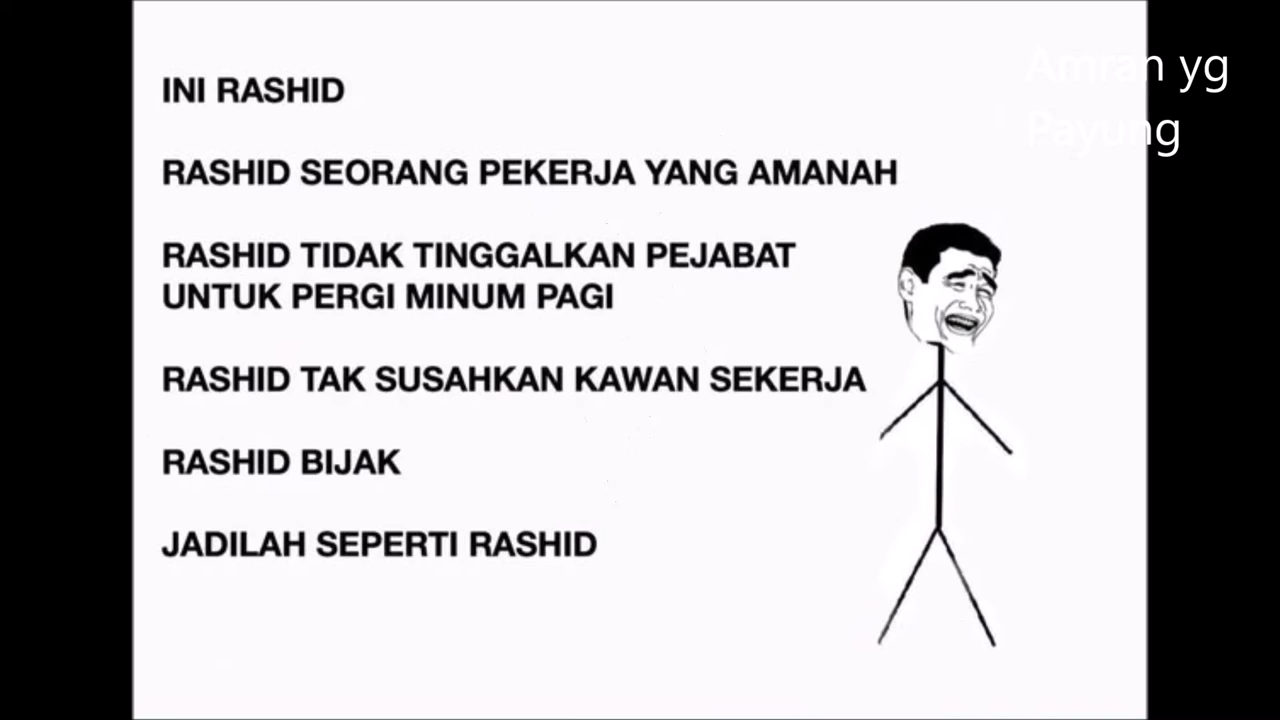 INI RASHID
RASHID SEORANG PEKERJA YANG AMANAH
RASHID TIDAK TINGGALKAN PEJABAT
UNTUK PERGI MINUM PAGI
RASHID TAK SUSAHKAN KAWAN SEKERJA
RASHID BIJAK
JADILAH SEPERTI RASHID
Amran yg
Payung